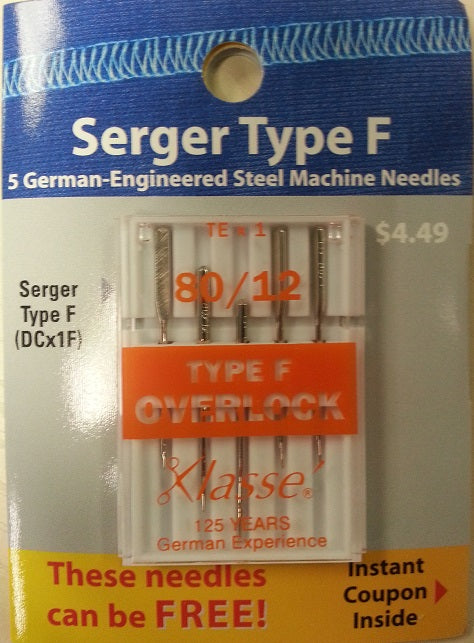 Serger Type F
5 German-Engineered Steel Machine Needles
$4.49
TE x 1
80/12
Serger
Type F
(DCx1F)
TYPE F
OVERLOCK
Klassé®
125 YEARS
German Experience
These needles
can be FREE!
Instant
Coupon
Inside